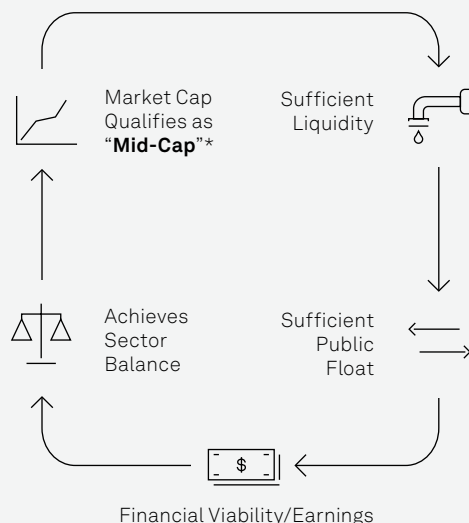 Market Cap
Qualifies as
“Mid-Cap”*
Sufficient
Liquidity
Achieves
Sector
Balance
Sufficient
Public
Float
$
Financial Viability/Earnings